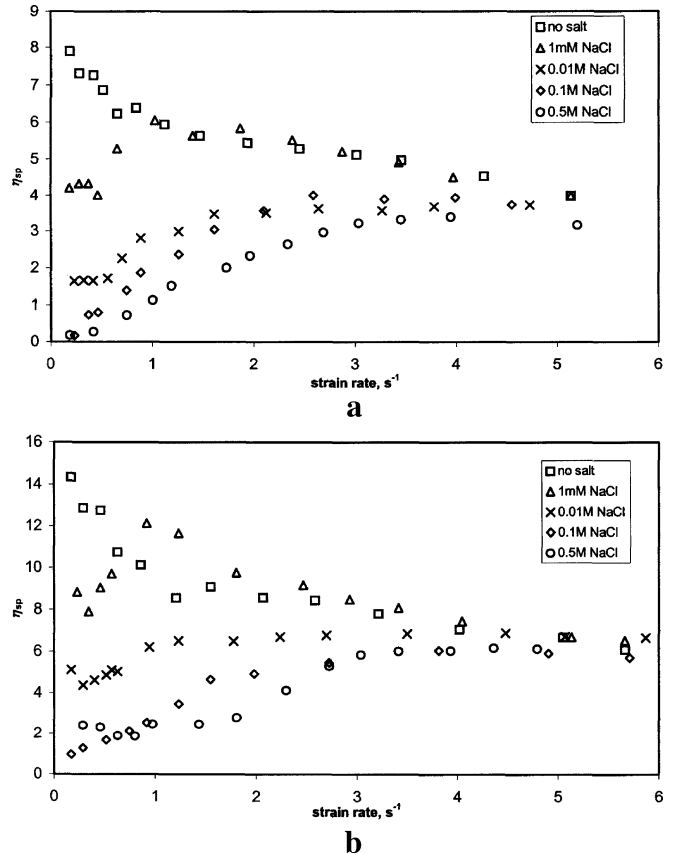 9
8
7
6
5
4
3
2
1
0
ηsp
no salt
1mM NaCl
0.01M NaCl
0.1M NaCl
0.5M NaCl
0 1 2 3 4 5 6
strain rate, s⁻¹
a
16
14
12
10
8
6
4
2
0
ηsp
no salt
1mM NaCl
0.01M NaCl
0.1M NaCl
0.5M NaCl
0 1 2 3 4 5 6
strain rate, s⁻¹
b